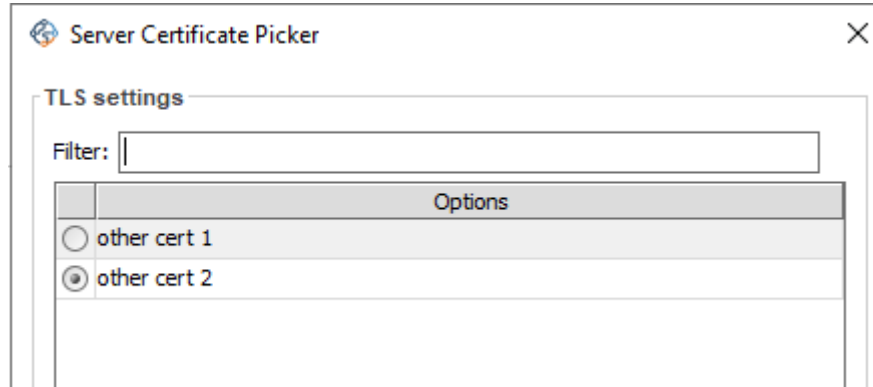 Server Certificate Picker
TLS settings
Filter:
Options
other cert 1
other cert 2